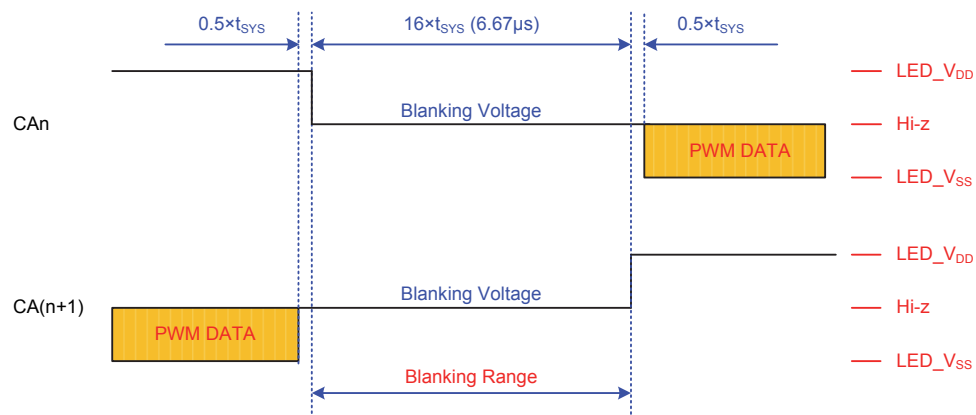 0.5×tSYS
16×tSYS (6.67μs)
0.5×tSYS
LED_VDD
CAn
Blanking Voltage
Hi-z
PWM DATA
LED_VSS
LED_VDD
CA(n+1)
Blanking Voltage
Hi-z
PWM DATA
LED_VSS
Blanking Range